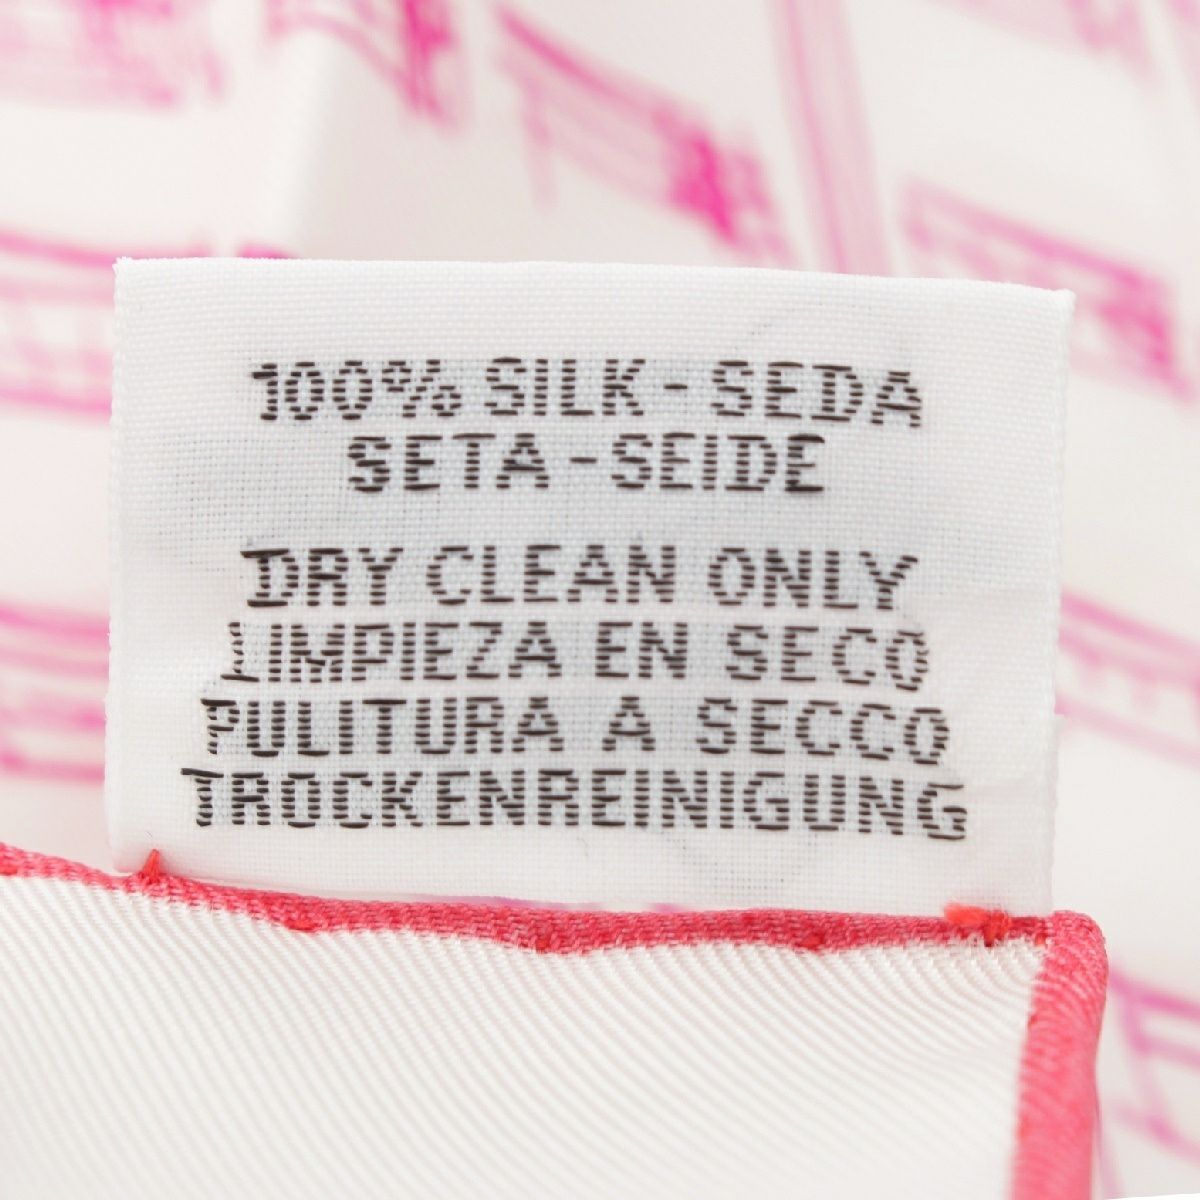 100% SILK - SEDA
SETA - SEIDE
DRY CLEAN ONLY
LIMPIEZA EN SECO
PULITURA A SECCO
TROCKENREINIGUNG